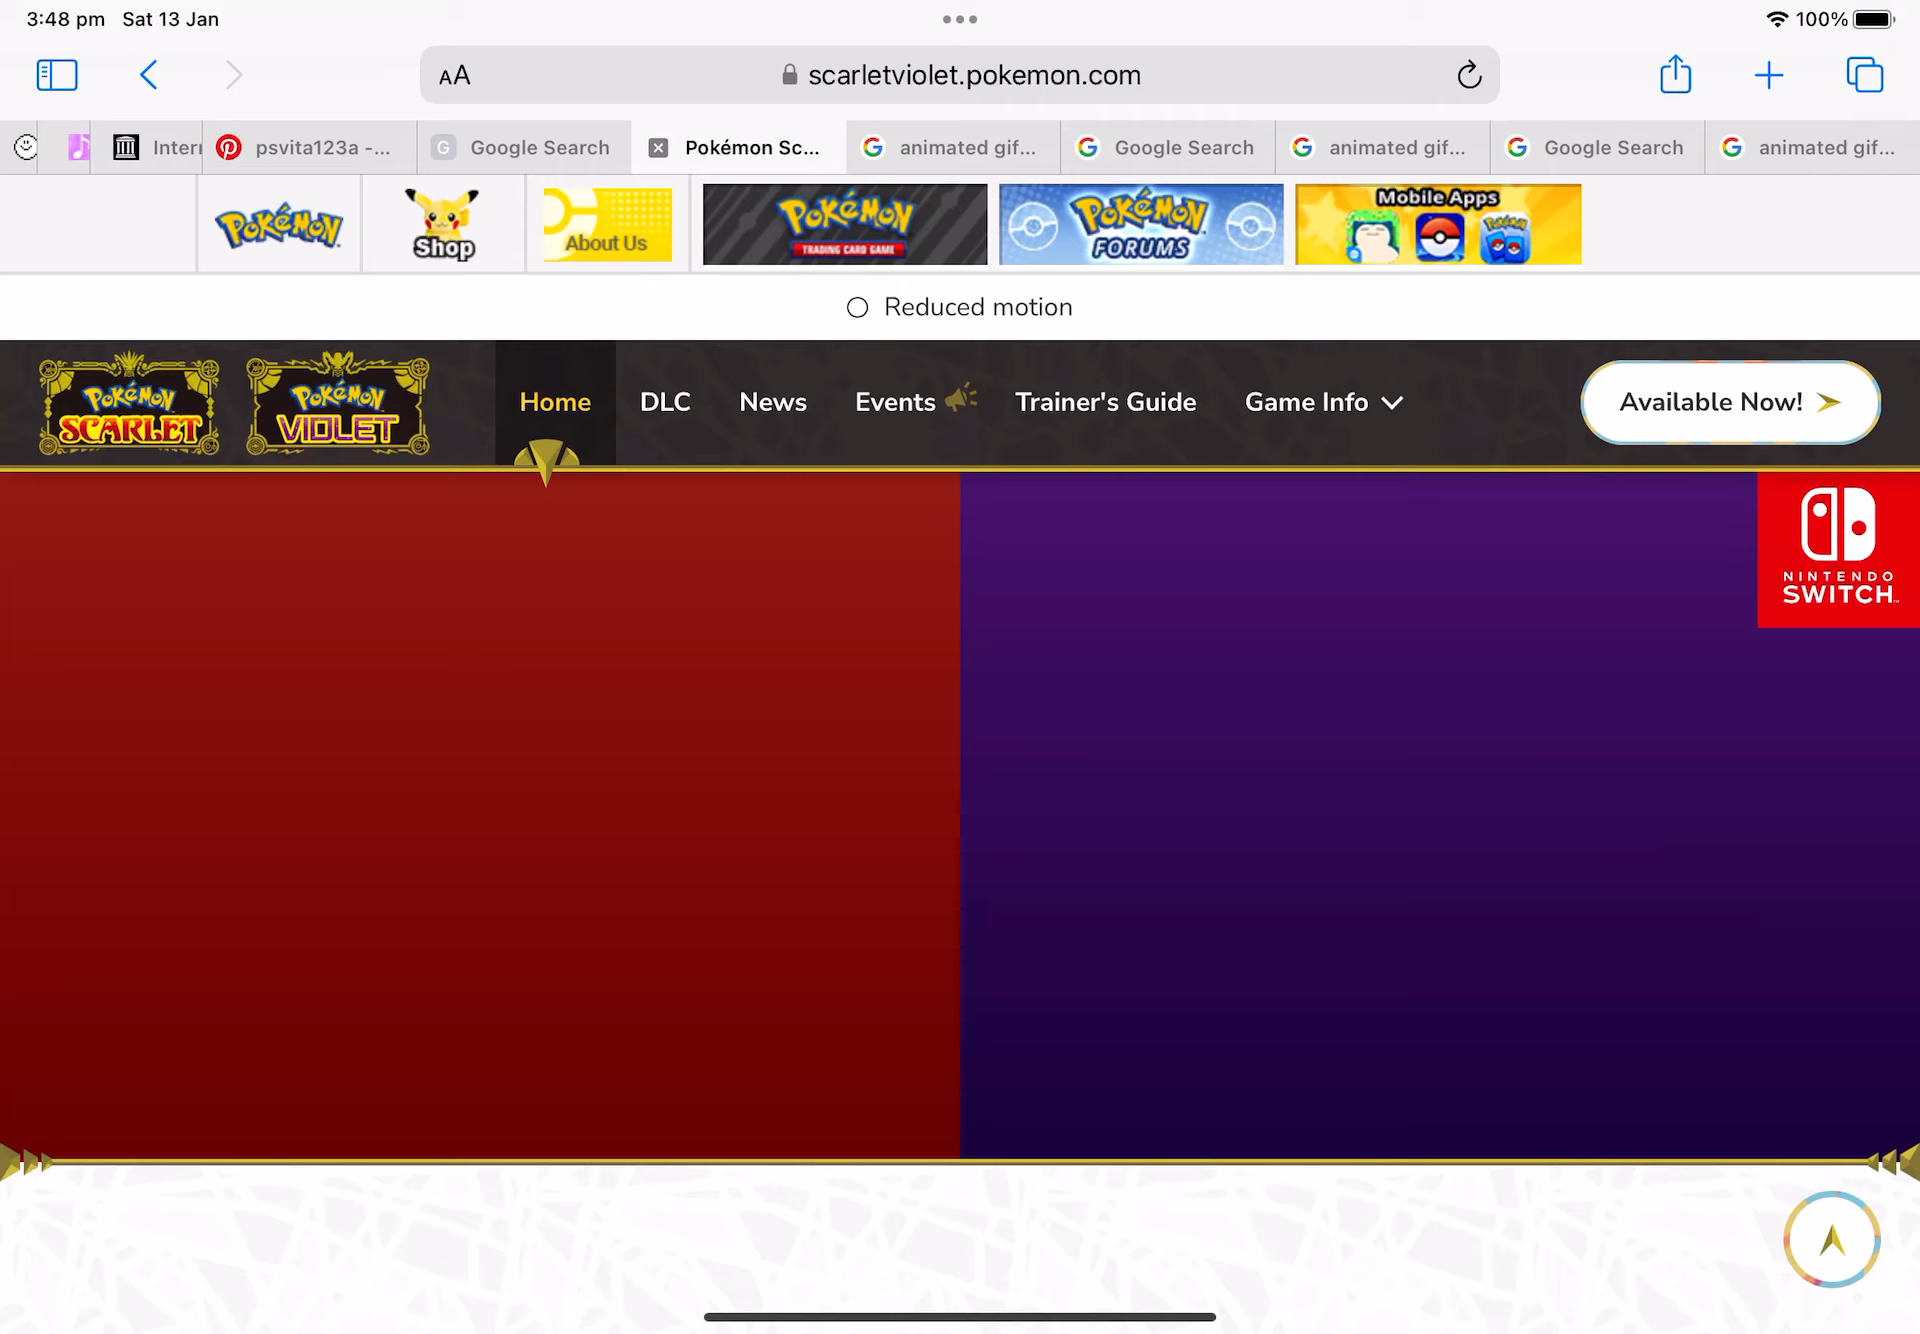 3:48 pm Sat 13 Jan
100%
AA
scarletviolet.pokemon.com
Inter
psvita123a -...
G
Google Search
Pokémon Sc...
G
animated gif...
G
Google Search
G
animated gif...
G
Google Search
G
animated gif...
POKéMON
Shop
About Us
POKéMON
TRADING CARD GAME
POKéMON
FORUMS
Mobile Apps
Reduced motion
POKéMON
SCARLET
POKéMON
VIOLET
Home
DLC
News
Events
Trainer's Guide
Game Info
Available Now!
NINTENDO
SWITCH™